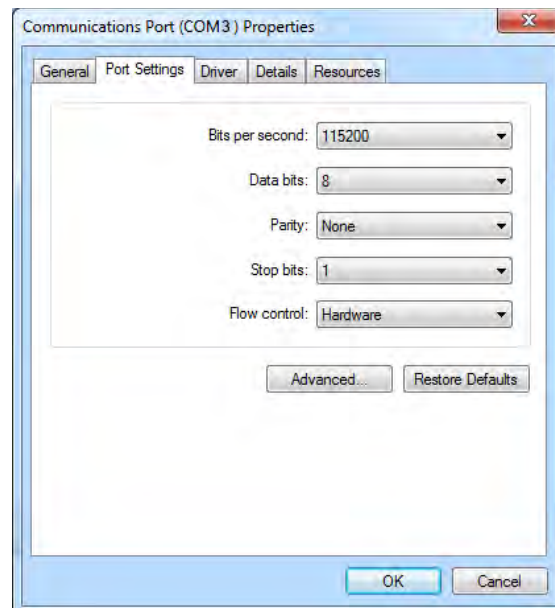 Communications Port (COM3 ) Properties
General Port Settings Driver Details Resources
Bits per second: 115200
Data bits: 8
Parity: None
Stop bits: 1
Flow control: Hardware
Advanced... Restore Defaults
OK Cancel